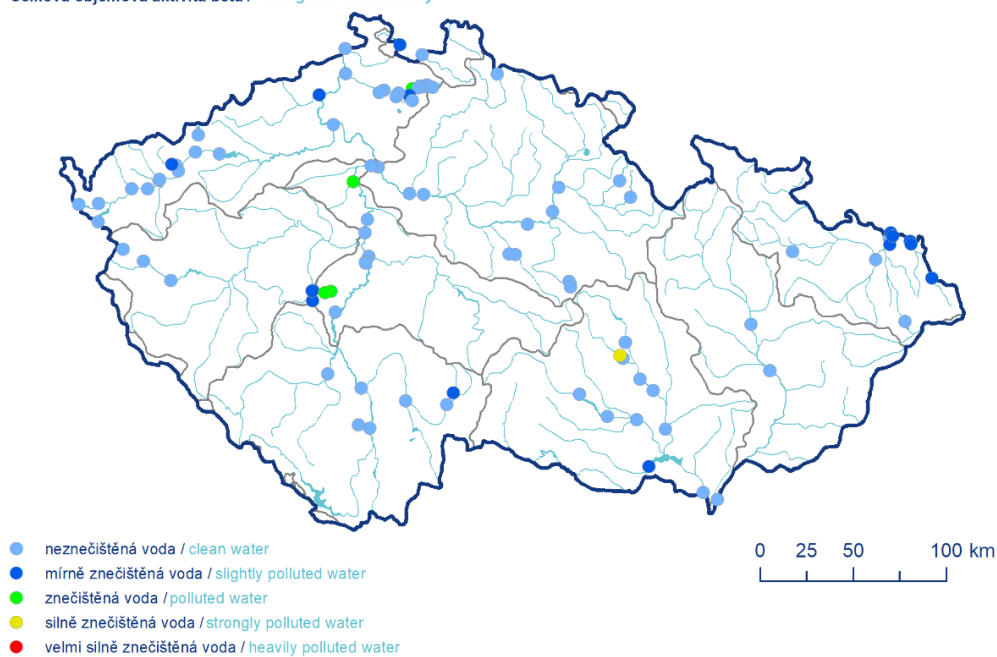 neznečištěná voda / clean water
mírně znečištěná voda / slightly polluted water
znečištěná voda / polluted water
silně znečištěná voda / strongly polluted water
velmi silně znečištěná voda / heavily polluted water
0 25 50 100 km